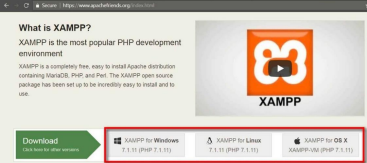 Secure | https://www.apachefriends.org/index.html
What is XAMPP?
XAMPP is the most popular PHP development
environment
XAMPP is a completely free, easy to install Apache distribution
containing MariaDB, PHP, and Perl. The XAMPP open source
package has been set up to be incredibly easy to install and to
use.
XAMPP
Download
Click here for other versions
XAMPP for Windows
7.1.11 (PHP 7.1.11)
XAMPP for Linux
7.1.11 (PHP 7.1.11)
XAMPP for OS X
XAMPP-VM (PHP 7.1.11)